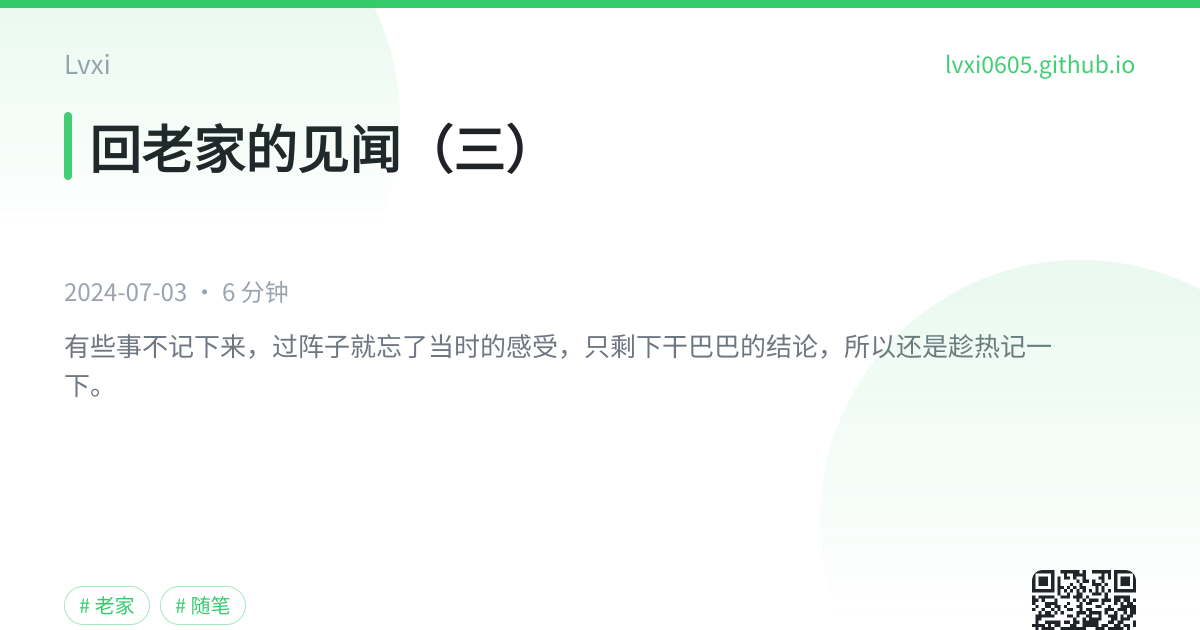 Lvxi
lvxi0605.github.io
回老家的见闻（三）
2024-07-03 · 6 分钟
有些事不记下来，过阵子就忘了当时的感受，只剩下干巴巴的结论，所以还是趁热记一
下。
# 老家
# 随笔